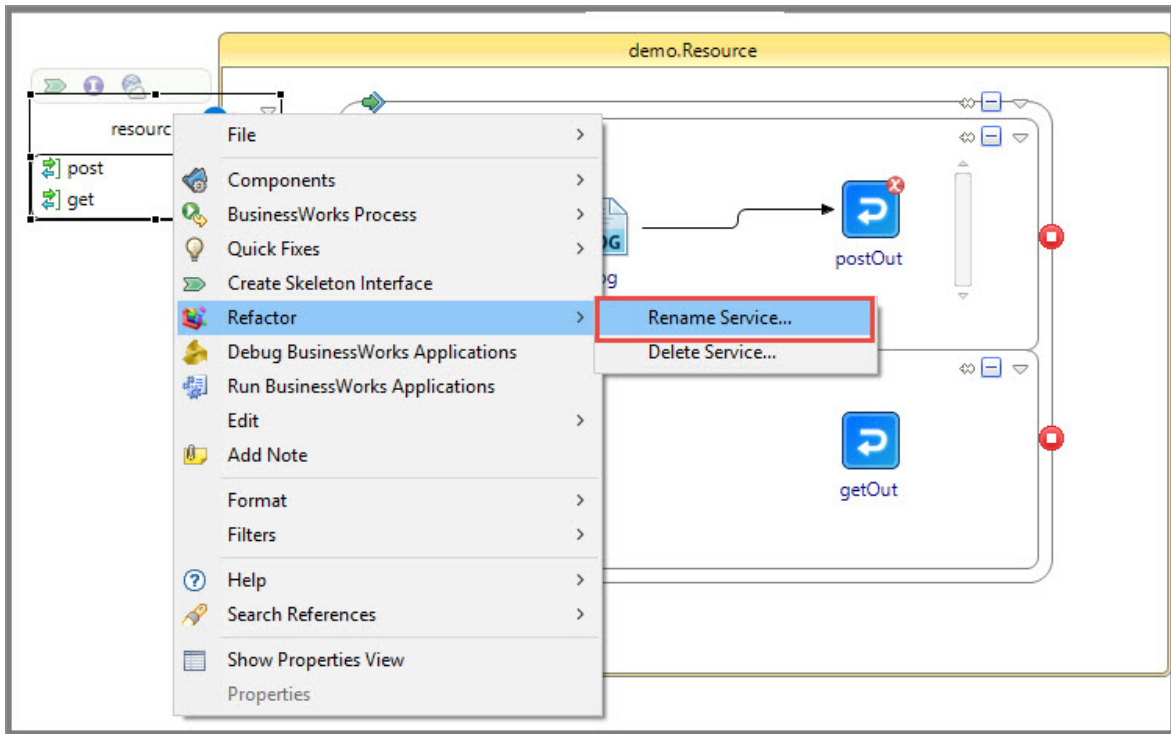 demo.Resource
resourc
post
get
File
Components
BusinessWorks Process
Quick Fixes
Create Skeleton Interface
Refactor
Debug BusinessWorks Applications
Run BusinessWorks Applications
Edit
Add Note
Format
Filters
Help
Search References
Show Properties View
Properties
Rename Service...
Delete Service...
postOut
getOut